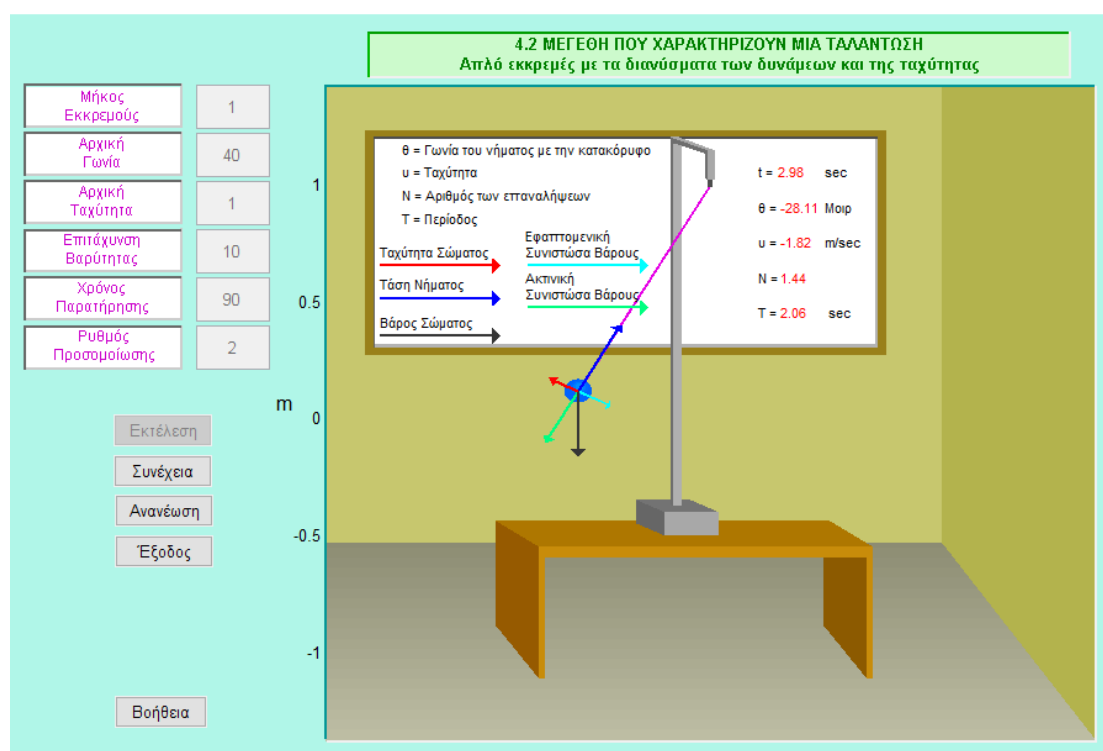 4.2 ΜΕΓΕΘΗ ΠΟΥ ΧΑΡΑΚΤΗΡΙΖΟΥΝ ΜΙΑ ΤΑΛΑΝΤΩΣΗ
Απλό εκκρεμές με τα διανύσματα των δυνάμεων και της ταχύτητας
Μήκος
Εκκρεμούς
1
Αρχική
Γωνία
40
Αρχική
Ταχύτητα
1
Επιτάχυνση
Βαρύτητας
10
Χρόνος
Παρατήρησης
90
Ρυθμός
Προσομοίωσης
2
Εκτέλεση
Συνέχεια
Ανανέωση
Έξοδος
Βοήθεια
m
1
0.5
0
-0.5
-1
θ = Γωνία του νήματος με την κατακόρυφο
υ = Ταχύτητα
Ν = Αριθμός των επαναλήψεων
Τ = Περίοδος
Ταχύτητα Σώματος
Τάση Νήματος
Βάρος Σώματος
Εφαπτομενική
Συνιστώσα Βάρους
Ακτινική
Συνιστώσα Βάρους
t = 2.98 sec
θ = -28.11 Μοιρ
υ = -1.82 m/sec
N = 1.44
T = 2.06 sec